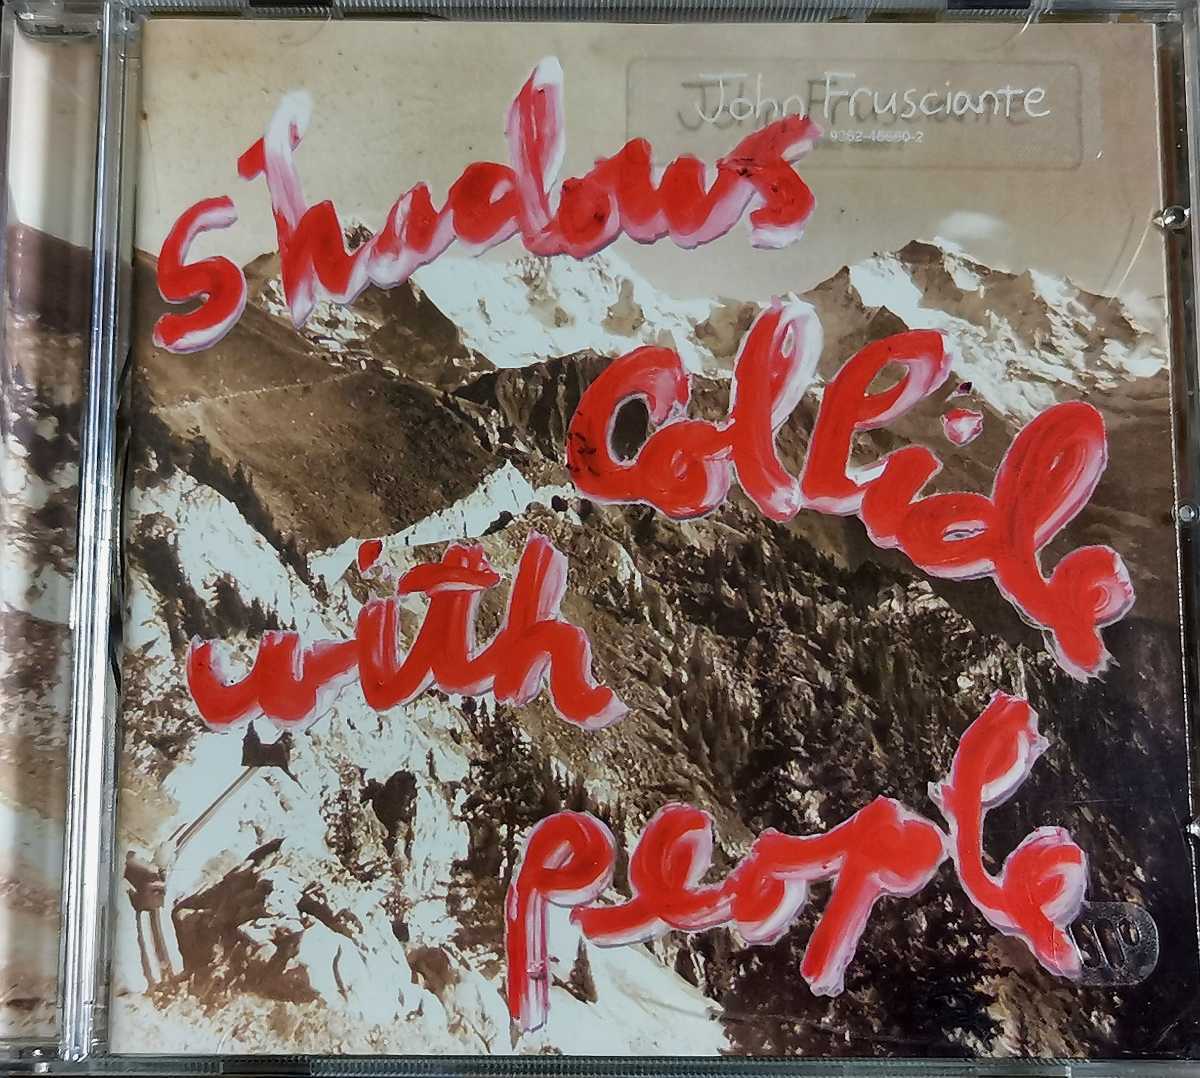 John Frusciante
9362-48660-2
shadows
Collide
with
people